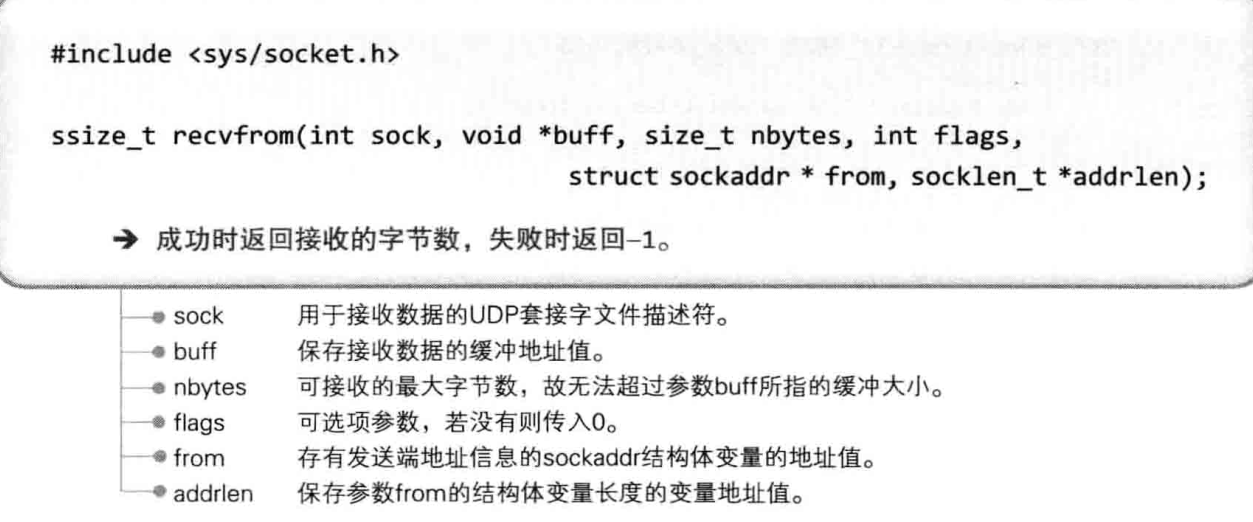 #include <sys/socket.h>
ssize_t recvfrom(int sock, void *buff, size_t nbytes, int flags,
struct sockaddr * from, socklen_t *addrlen);
➔ 成功时返回接收的字节数，失败时返回–1。
sock 用于接收数据的UDP套接字文件描述符。
buff 保存接收数据的缓冲地址值。
nbytes 可接收的最大字节数，故无法超过参数buff所指的缓冲大小。
flags 可选项参数，若没有则传入0。
from 存有发送端地址信息的sockaddr结构体变量的地址值。
addrlen 保存参数from的结构体变量长度的变量地址值。